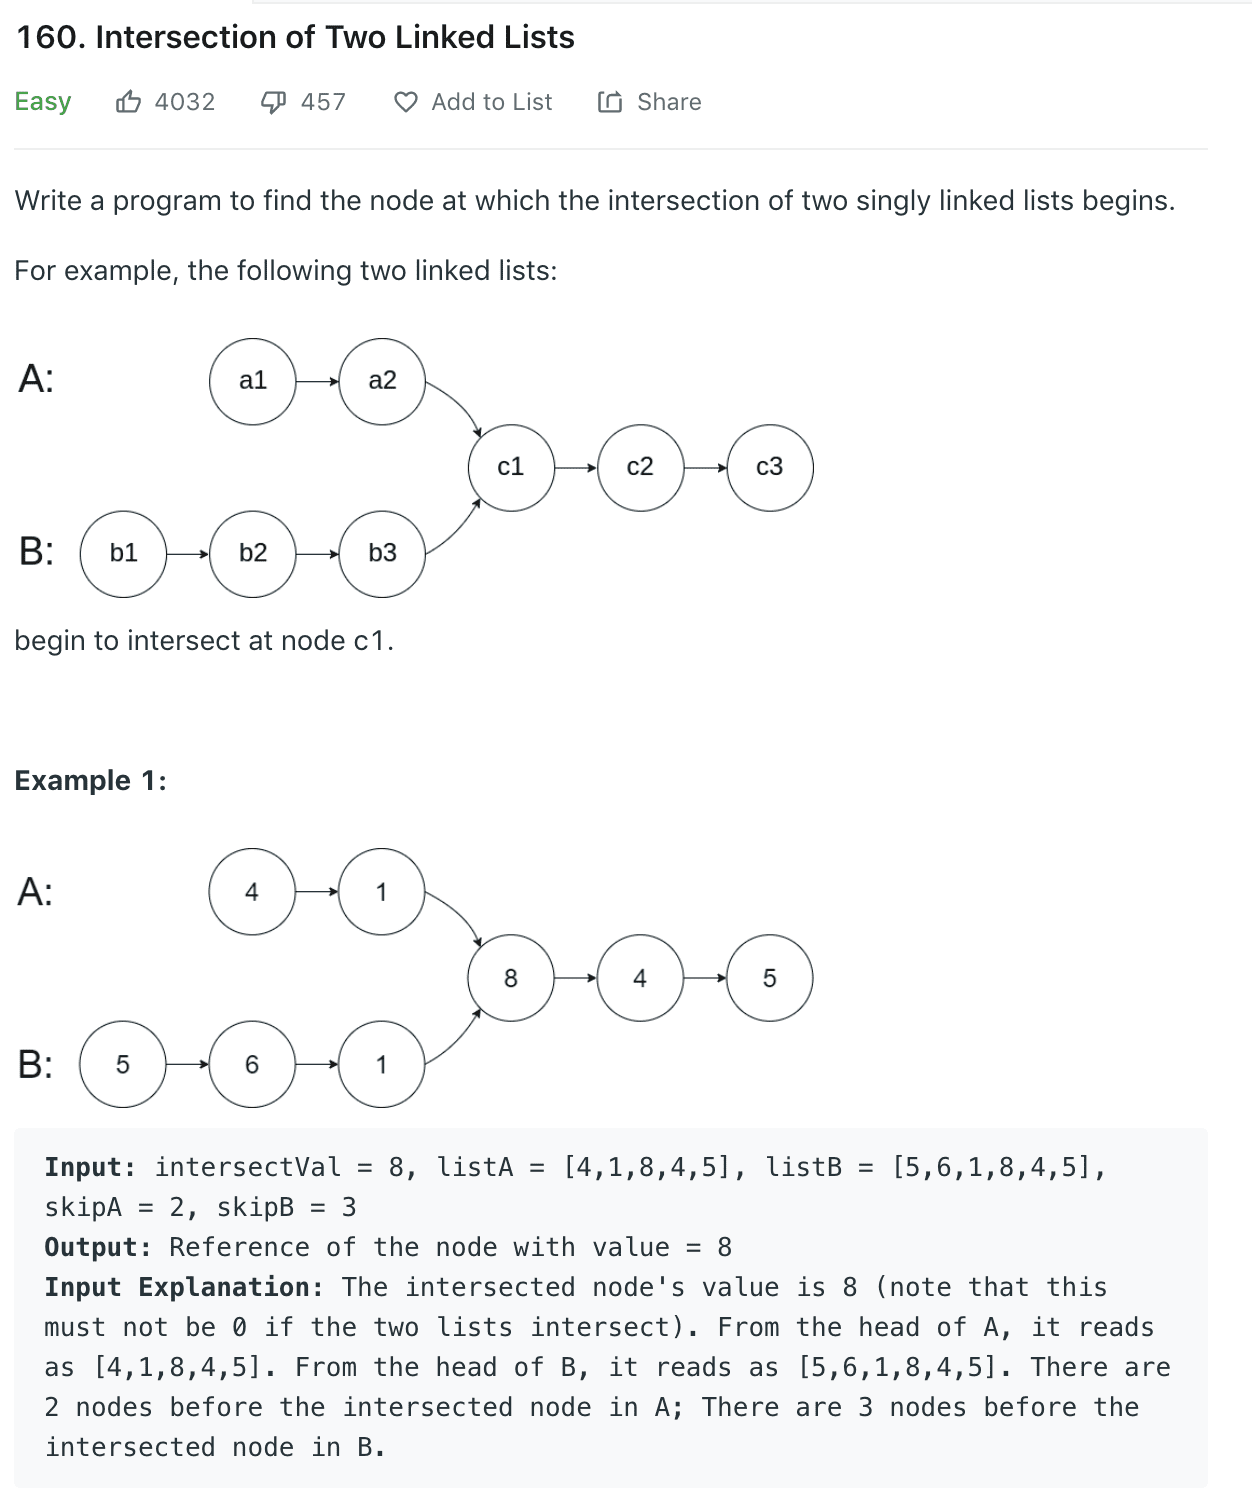 160. Intersection of Two Linked Lists
Easy 4032 457 Add to List Share
Write a program to find the node at which the intersection of two singly linked lists begins.
For example, the following two linked lists:
A: a1 a2
c1 c2 c3
B: b1 b2 b3
begin to intersect at node c1.
Example 1:
A: 4 1
8 4 5
B: 5 6 1
Input: intersectVal = 8, listA = [4,1,8,4,5], listB = [5,6,1,8,4,5],
skipA = 2, skipB = 3
Output: Reference of the node with value = 8
Input Explanation: The intersected node's value is 8 (note that this
must not be 0 if the two lists intersect). From the head of A, it reads
as [4,1,8,4,5]. From the head of B, it reads as [5,6,1,8,4,5]. There are
2 nodes before the intersected node in A; There are 3 nodes before the
intersected node in B.